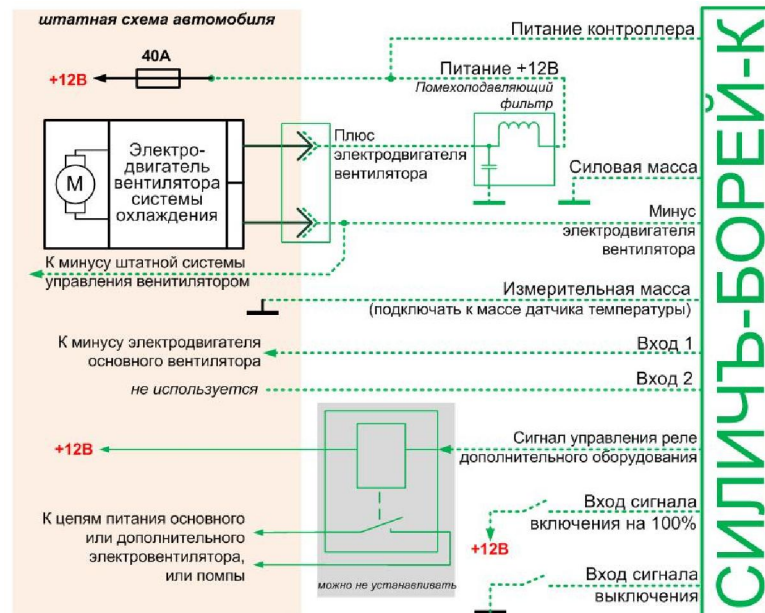 штатная схема автомобиля
Питание контроллера
40А
+12В
Питание +12В
Помехоподавляющий
фильтр
Электро-
двигатель
вентилятора
системы
охлаждения
М
Плюс
электродвигателя
вентилятора
Силовая масса
Минус
электродвигателя
вентилятора
К минусу штатной системы
управления венитилятором
Измерительная масса
(подключать к массе датчика температуры)
К минусу электродвигателя
основного вентилятора
Вход 1
не используется
Вход 2
+12В
Сигнал управления реле
дополнительного оборудования
К цепям питания основного
или дополнительного
электровентилятора,
или помпы
можно не устанавливать
Вход сигнала
включения на 100%
+12В
Вход сигнала
выключения
СИЛИЧЪ-БОРЕЙ-К